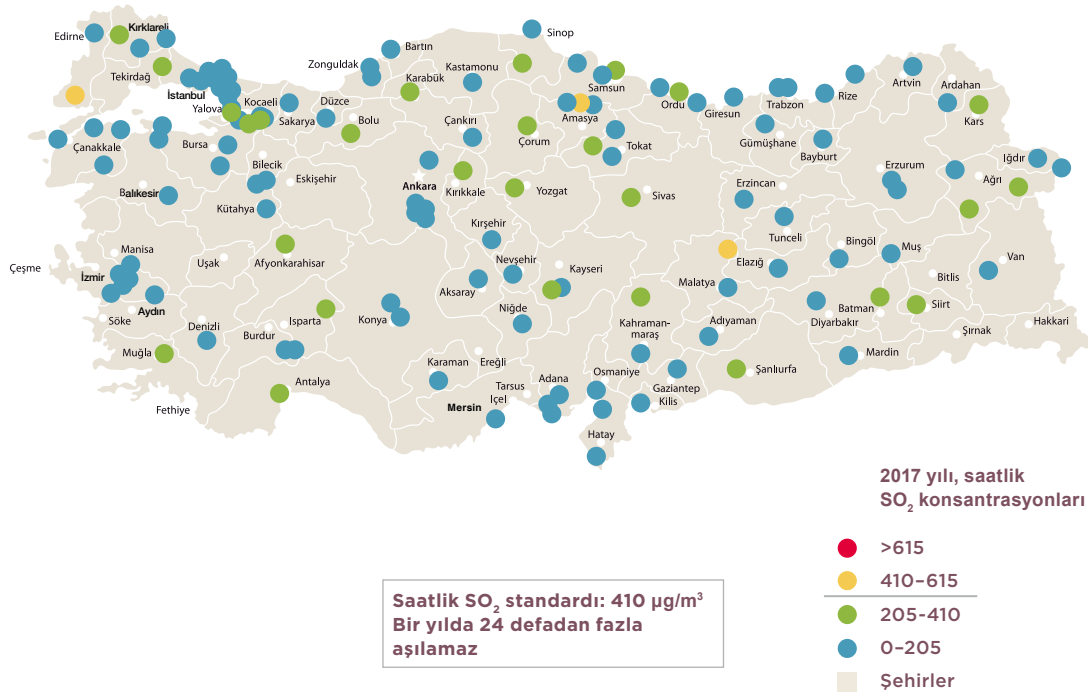 Sinop
Kırklareli
Edirne
Bartın
Zonguldak
Kastamonu
Artvin
Tekirdağ
Karabük
Samsun
Ardahan
İstanbul
Rize
Trabzon
Ordu
Giresun
Kocaeli
Yalova
Düzce
Kars
Sakarya
Bolu
Çankırı
Amasya
Çanakkale
Çorum
Gümüşhane
Bursa
Tokat
Bayburt
Iğdır
Bilecik
Erzurum
Ağrı
Eskişehir
Ankara
Kırıkkale
Yozgat
Sivas
Erzincan
Balıkesir
Kütahya
Kırşehir
Tunceli
Bingöl
Muş
Manisa
Uşak
Afyonkarahisar
Nevşehir
Van
Çeşme
İzmir
Kayseri
Elazığ
Bitlis
Aksaray
Malatya
Aydın
Niğde
Batman
Siirt
Söke
Denizli
Isparta
Konya
Diyarbakır
Hakkari
Burdur
Kahraman-
maraş
Adıyaman
Şırnak
Muğla
Karaman
Ereğli
Mardin
Osmaniye
Şanlıurfa
Antalya
Tarsus
Adana
Gaziantep
İçel
Kilis
Fethiye
Mersin
Hatay
2017 yılı, saatlik
SO₂ konsantrasyonları
>615
410–615
205-410
0–205
Şehirler
Saatlik SO₂ standardı: 410 µg/m³
Bir yılda 24 defadan fazla
aşılamaz